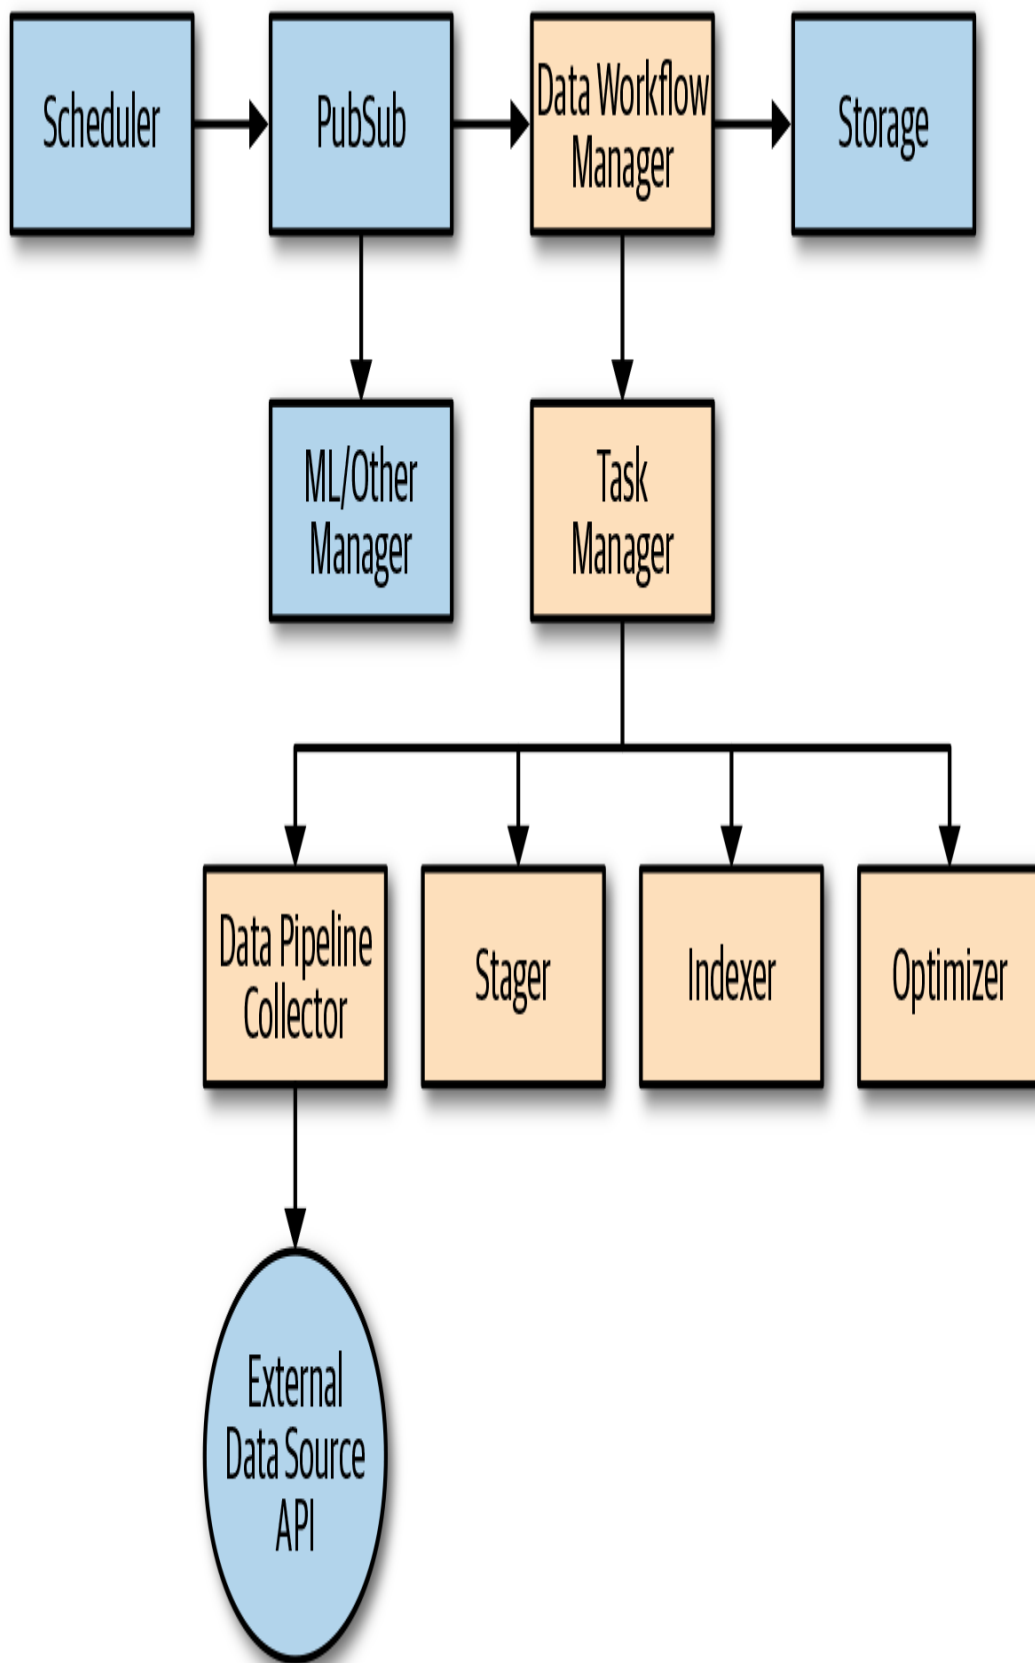 Scheduler
PubSub
Data Workflow
Manager
Storage
ML/Other
Manager
Task
Manager
Data Pipeline
Collector
Stager
Indexer
Optimizer
External
Data Source
API